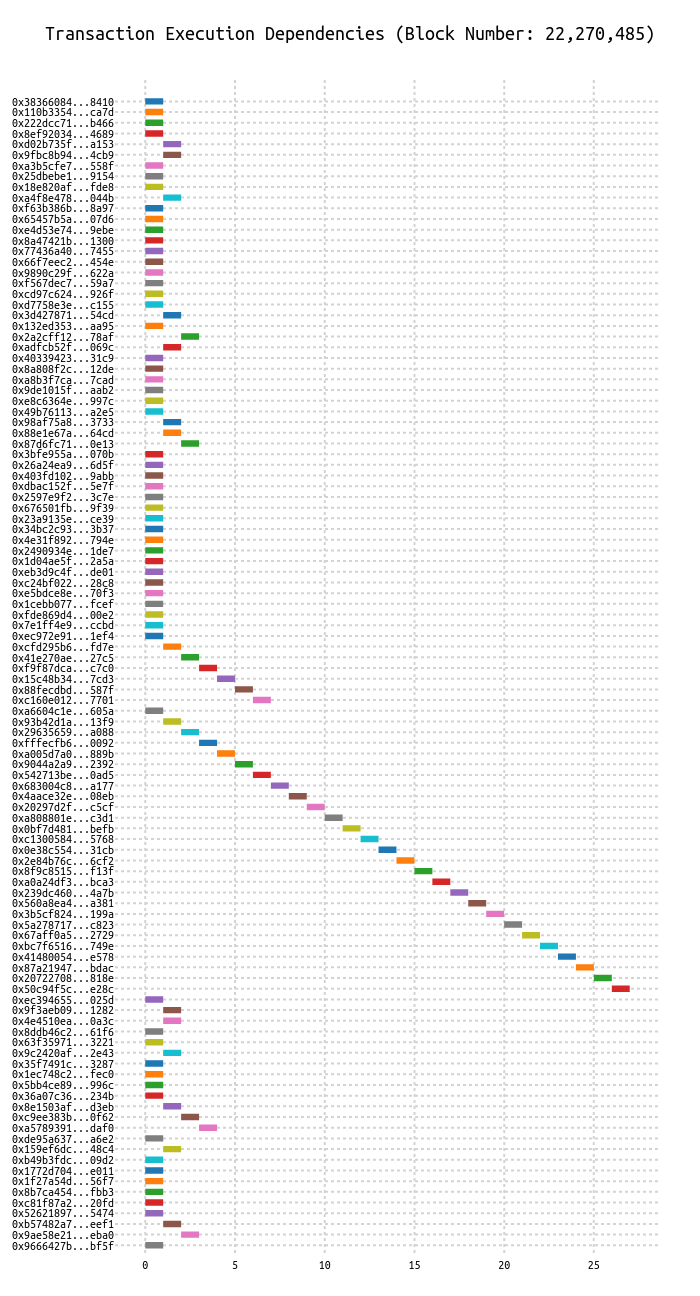 Transaction Execution Dependencies (Block Number: 22,270,485)
0x38366084...8410
0x110b3354...ca7d
0x222dcc71...b466
0x8ef92034...4689
0xd02b735f...a153
0x9fbc8b94...4cb9
0xa3b5cfe7...558f
0x25dbebe1...9154
0x18e820af...fde8
0xa4f8e478...044b
0xf63b386b...8a97
0x65457b5a...07d6
0xe4d53e74...9ebe
0x8a47421b...1300
0x77436a40...7455
0x66f7eec2...454e
0x9890c29f...622a
0xf567dec7...59a7
0xcd97c624...926f
0xd7758e3e...c155
0x3d427871...54cd
0x132ed353...aa95
0x2a2cff12...78af
0xadfcb52f...069c
0x40339423...31c9
0x8a808f2c...12de
0xa8b3f7ca...7cad
0x9de1015f...aab2
0xe8c6364e...997c
0x49b76113...a2e5
0x98af75a8...3733
0x88e1e67a...64cd
0x87d6fc71...0e13
0x3bfe955a...070b
0x26a24ea9...6d5f
0x403fd102...9abb
0xdbac152f...5e7f
0x2597e9f2...3c7e
0x676501fb...9f39
0x23a9135e...ce39
0x34bc2c93...3b37
0x4e31f892...794e
0x2490934e...1de7
0x1d04ae5f...2a5a
0xeb3d9c4f...de01
0xc24bf022...28c8
0xe5bdce8e...70f3
0x1cebb077...fcef
0xfde869d4...00e2
0x7e1ff4e9...ccbd
0xec972e91...1ef4
0xcfd295b6...fd7e
0x41e270ae...27c5
0xf9f87dca...c7c0
0x15c48b34...7cd3
0x88fecdbd...587f
0xc160e012...7701
0xa6604c1e...605a
0x93b42d1a...13f9
0x29635659...a088
0xfffecfb6...0092
0xa005d7a0...889b
0x9044a2a9...2392
0x542713be...0ad5
0x683004c8...a177
0x4aace32e...08eb
0x20297d2f...c5cf
0xa808801e...c3d1
0x0bf7d481...befb
0xc1300584...5768
0x0e38c554...31cb
0x2e84b76c...6cf2
0x8f9c8515...f13f
0xa0a24df3...bca3
0x239dc460...4a7b
0x560a8ea4...a381
0x3b5cf824...199a
0x5a278717...c823
0x67aff0a5...2729
0xbc7f6516...749e
0x41480054...e578
0x87a21947...bdac
0x20722708...818e
0x50c94f5c...e28c
0xec394655...025d
0x9f3aeb09...1282
0x4e4510ea...0a3c
0x8ddb46c2...61f6
0x63f35971...3221
0x9c2420af...2e43
0x35f7491c...3287
0x1ec748c2...fec0
0x5bb4ce89...996c
0x36a07c36...234b
0x8e1503af...d3eb
0xc9ee383b...0f62
0xa5789391...daf0
0xde95a637...a6e2
0x159ef6dc...48c4
0xb49b3fdc...09d2
0x1772d704...e011
0x1f27a54d...56f7
0x8b7ca454...fbb3
0xc81f87a2...20fd
0x52621897...5474
0xb57482a7...eef1
0x9ae58e21...eba0
0x9666427b...bf5f
0 5 10 15 20 25